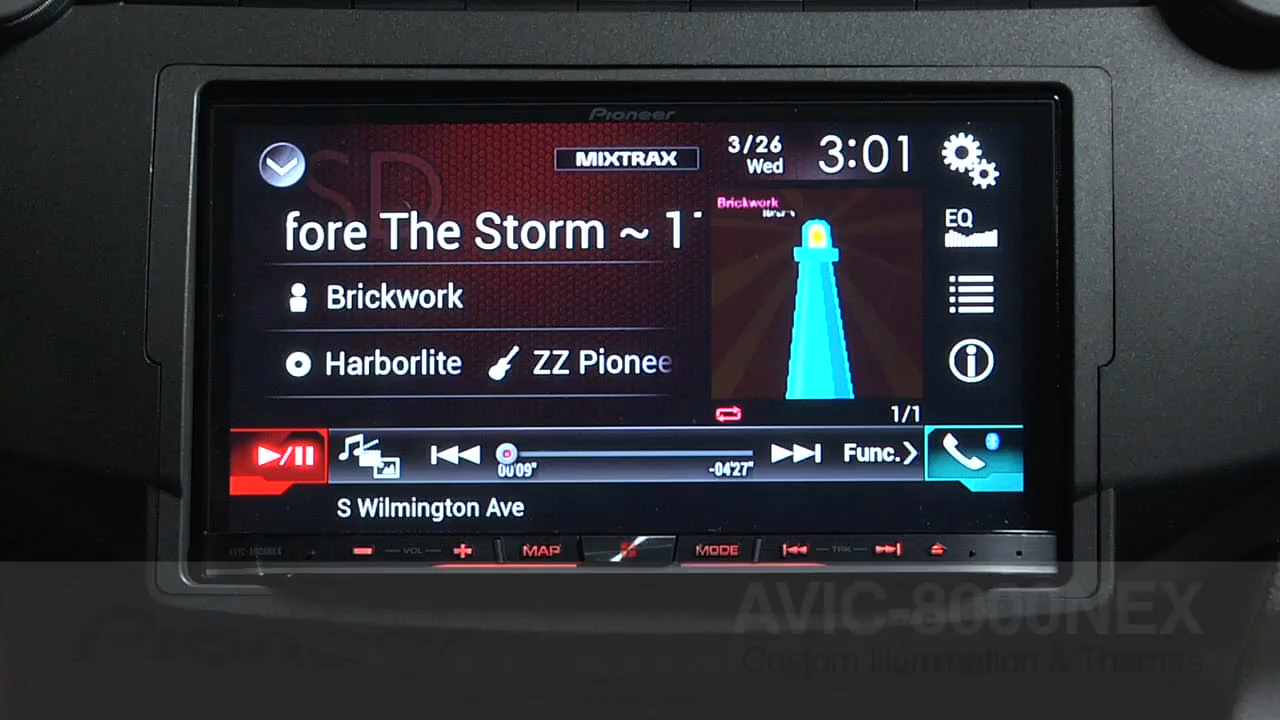 Pioneer
SD
MIXTRAX
3/26
Wed
3:01
fore The Storm ~ 1
Brickwork
EQ
Brickwork
Harborlite
ZZ Pionee
1/1
00'09"
-04'27"
Func.
S Wilmington Ave
AVIC-8000NEX
VOL
MAP
MODE
TRK
AVIC-8000NEX
Pioneer
Custom Illumination & Themes